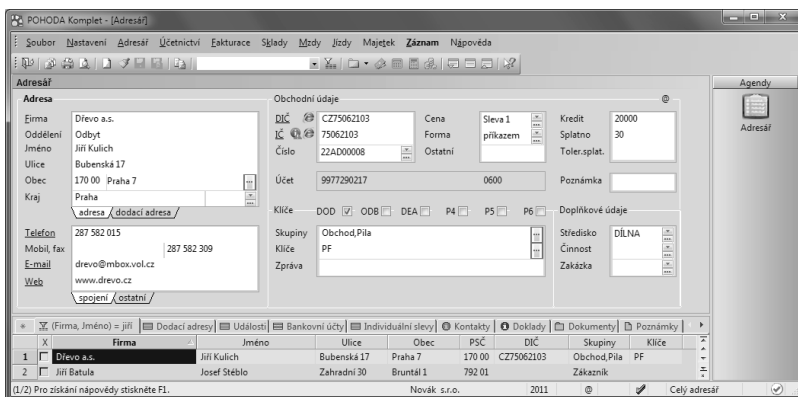 POHODA Komplet - [Adresář]
Soubor Nastavení Adresář Účetnictví Fakturace Sklady Mzdy Jízdy Majetek Záznam Nápověda
Adresář
Agendy
Adresář
Adresa
Firma Dřevo a.s.
Oddělení Odbyt
Jméno Jiří Kulich
Ulice Bubenská 17
Obec 170 00 Praha 7
Kraj Praha
adresa / dodací adresa
Telefon 287 582 015
Mobil, fax 287 582 309
E-mail drevo@mbox.vol.cz
Web www.drevo.cz
spojení / ostatní
Obchodní údaje @
DIČ CZ75062103 Cena Sleva 1 Kredit 20000
IČ 75062103 Forma příkazem Splatno 30
Číslo 22AD00008 Ostatní Toler.splat.
Účet 9977290217 0600 Poznámka
Klíče DOD ODB DEA P4 P5 P6 Doplňkové údaje
Skupiny Obchod,Pila Středisko DÍLNA
Klíče PF Činnost
Zpráva Zakázka
* (Firma, Jméno) = jiří Dodací adresy Události Bankovní účty Individuální slevy Kontakty Doklady Dokumenty Poznámky
X Firma Jméno Ulice Obec PSČ DIČ Skupiny Klíče
1 Dřevo a.s. Jiří Kulich Bubenská 17 Praha 7 170 00 CZ75062103 Obchod,Pila PF
2 Jiří Batula Josef Stéblo Zahradní 30 Bruntál 1 792 01 Zákazník
(1/2) Pro získání nápovědy stiskněte F1. Novák s.r.o. 2011 @ Celý adresář